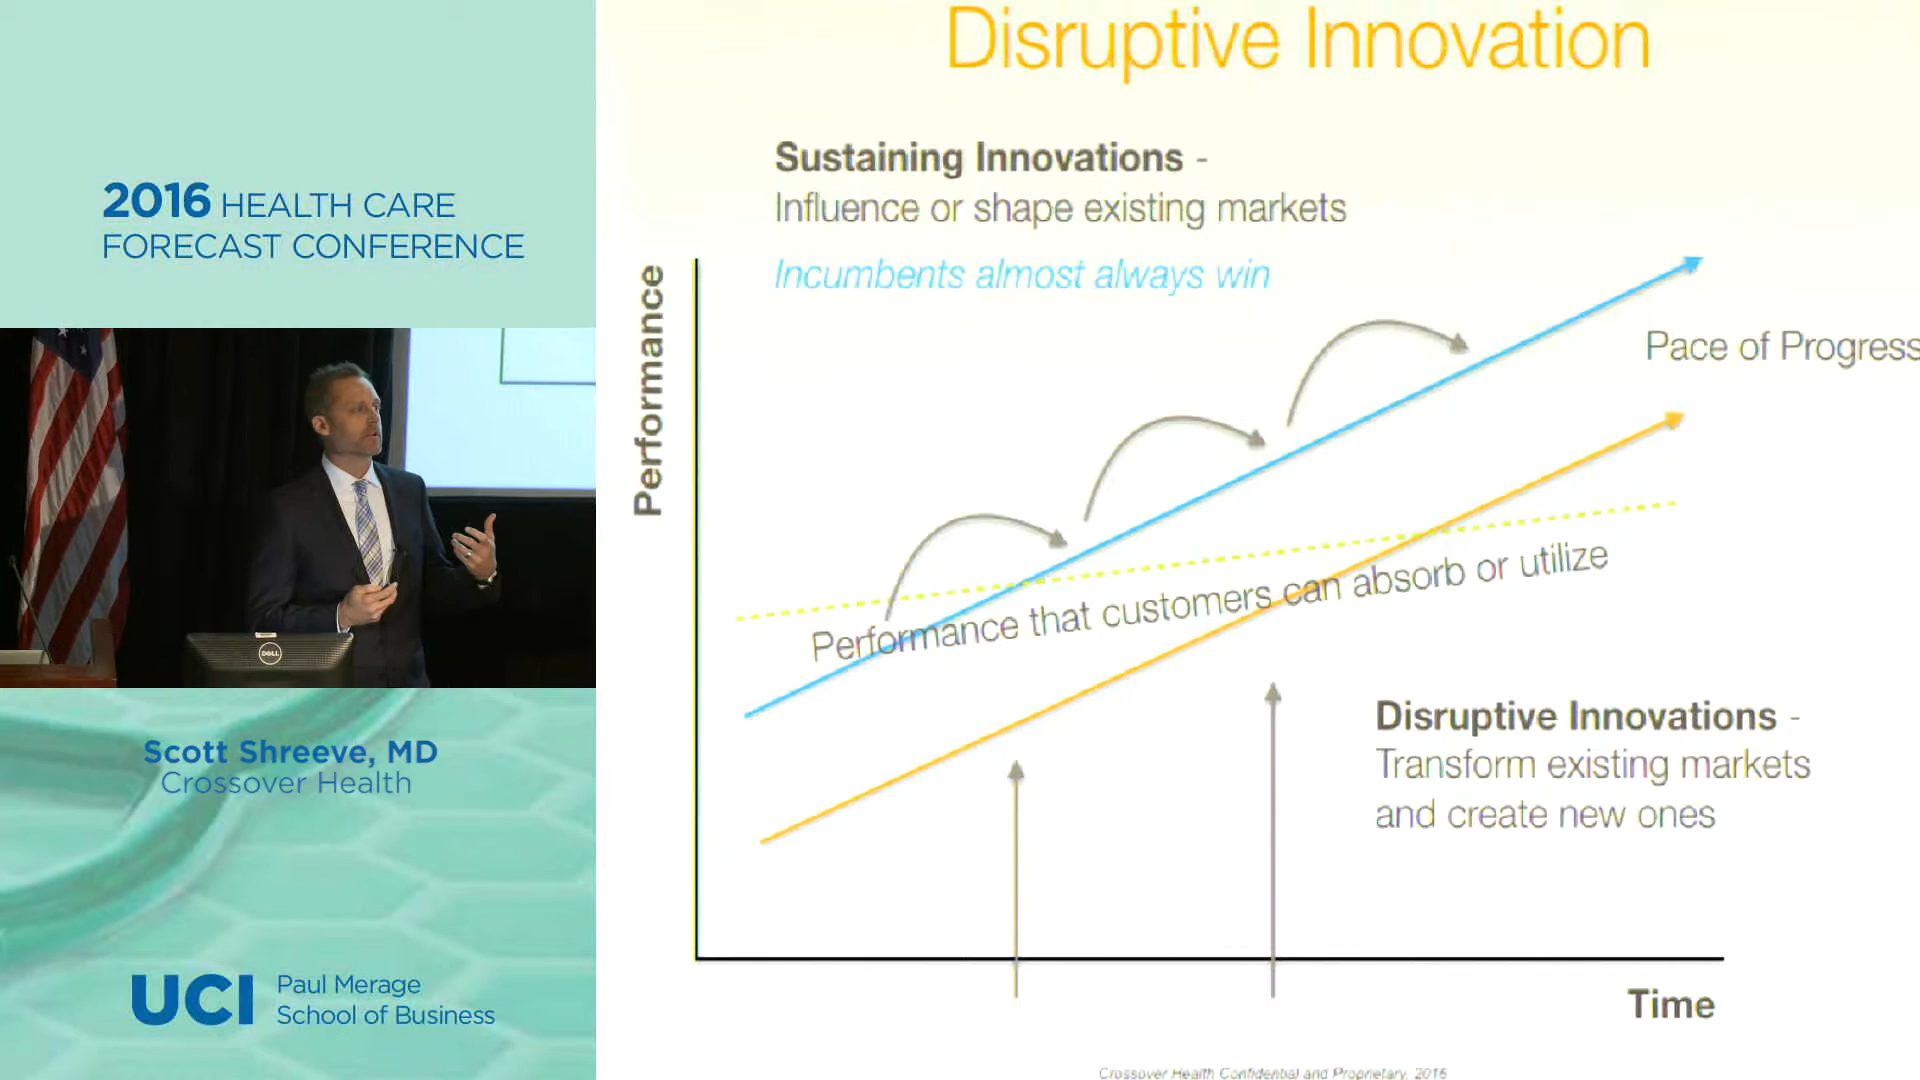 2016 HEALTH CARE
FORECAST CONFERENCE
DELL
Scott Shreeve, MD
Crossover Health
UCI Paul Merage
School of Business
Disruptive Innovation
Sustaining Innovations -
Influence or shape existing markets
Incumbents almost always win
Performance
Pace of Progress
Performance that customers can absorb or utilize
Disruptive Innovations -
Transform existing markets
and create new ones
Time
Crossover Health Confidential and Proprietary, 2016